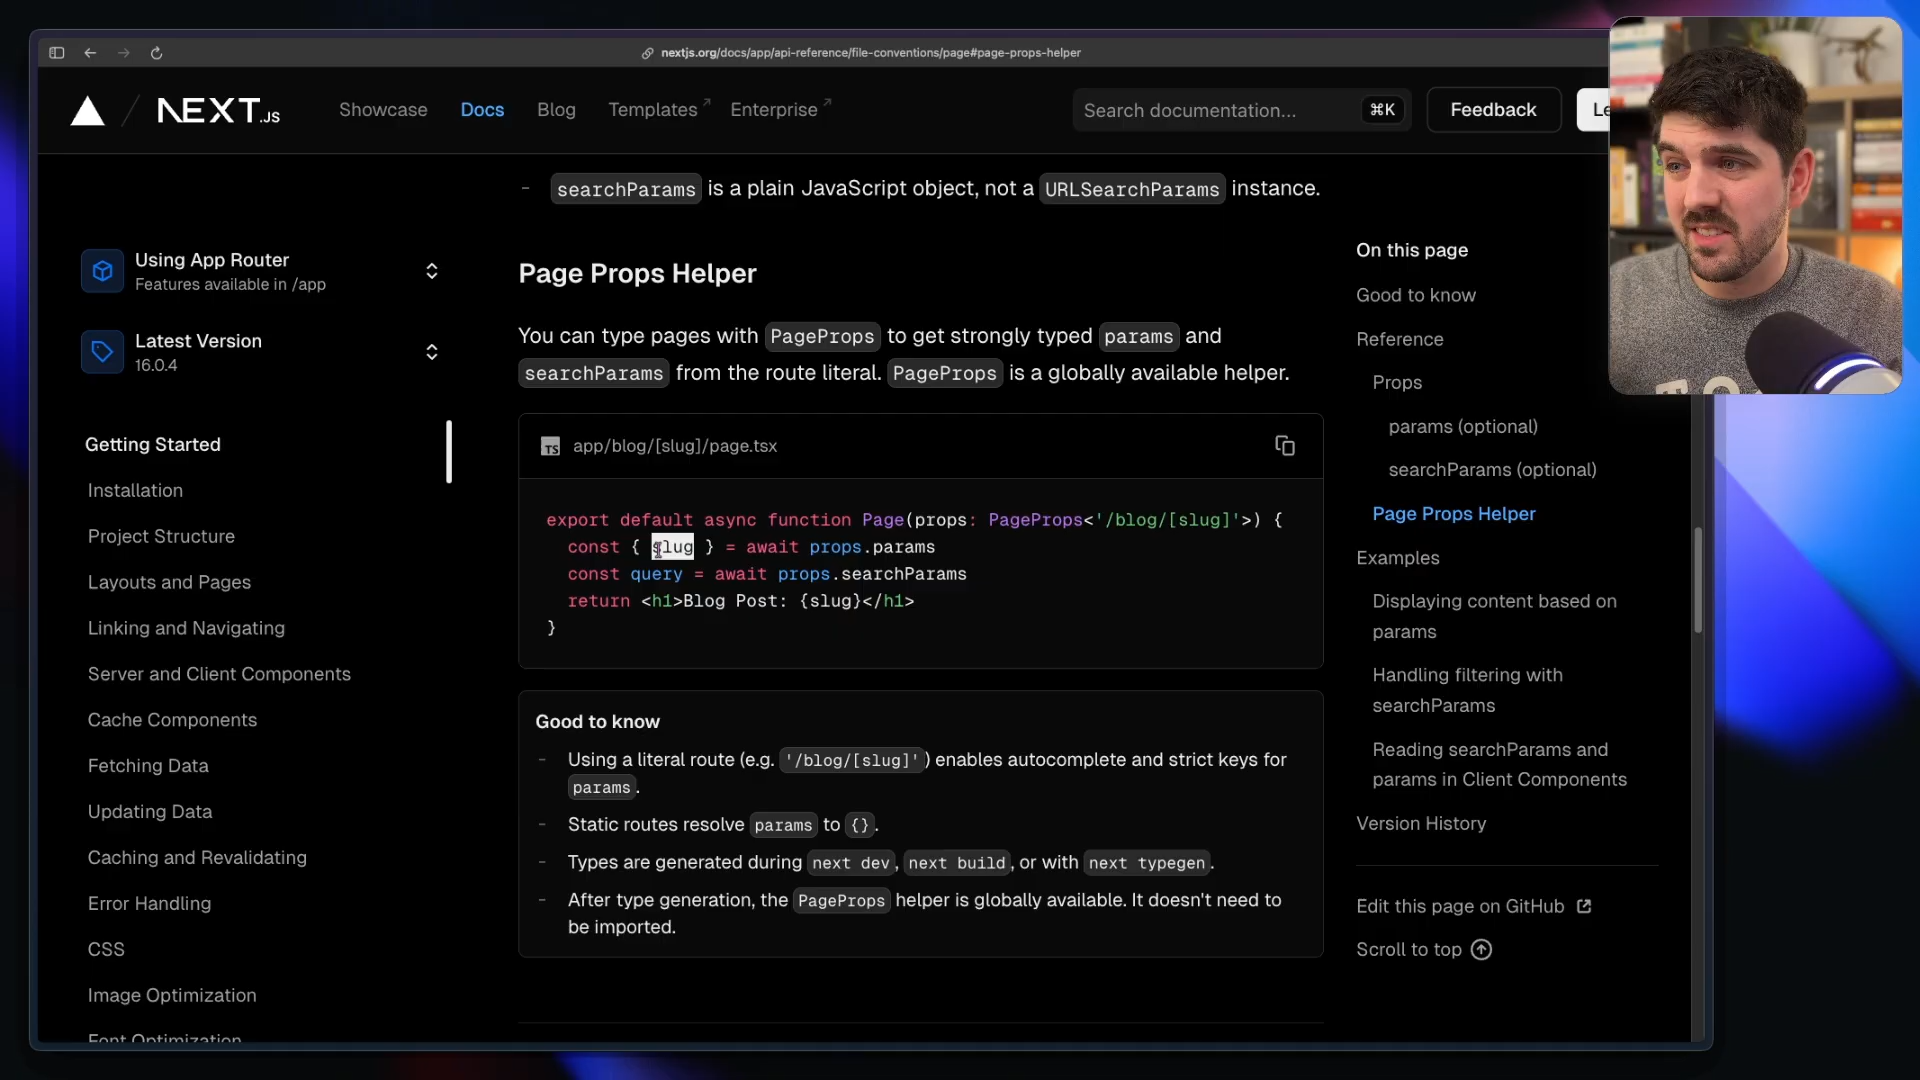 nextjs.org/docs/app/api-reference/file-conventions/page#page-props-helper
NEXT.JS
Showcase
Docs
Blog
Templates
Enterprise
Search documentation...
⌘K
Feedback
Le
Using App Router
Features available in /app
Latest Version
16.0.4
Getting Started
Installation
Project Structure
Layouts and Pages
Linking and Navigating
Server and Client Components
Cache Components
Fetching Data
Updating Data
Caching and Revalidating
Error Handling
CSS
Image Optimization
Font Optimization
- searchParams is a plain JavaScript object, not a URLSearchParams instance.
Page Props Helper
You can type pages with PageProps to get strongly typed params and
searchParams from the route literal. PageProps is a globally available helper.
TS app/blog/[slug]/page.tsx
export default async function Page(props: PageProps<'/blog/[slug]'>) {
const { slug } = await props.params
const query = await props.searchParams
return <h1>Blog Post: {slug}</h1>
}
Good to know
- Using a literal route (e.g. '/blog/[slug]') enables autocomplete and strict keys for
params.
- Static routes resolve params to {}.
- Types are generated during next dev, next build, or with next typegen.
- After type generation, the PageProps helper is globally available. It doesn't need to
be imported.
On this page
Good to know
Reference
Props
params (optional)
searchParams (optional)
Page Props Helper
Examples
Displaying content based on
params
Handling filtering with
searchParams
Reading searchParams and
params in Client Components
Version History
Edit this page on GitHub
Scroll to top